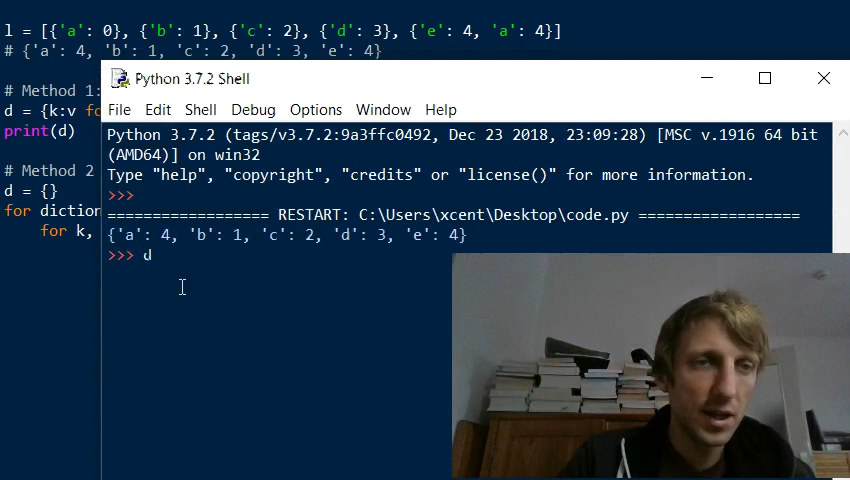 l = [{'a': 0}, {'b': 1}, {'c': 2}, {'d': 3}, {'e': 4, 'a': 4}]
# {'a': 4, 'b': 1, 'c': 2, 'd': 3, 'e': 4}
# Method 1:
d = {k:v fo
print(d)
# Method 2
d = {}
for diction
for k,
Python 3.7.2 Shell
File Edit Shell Debug Options Window Help
Python 3.7.2 (tags/v3.7.2:9a3ffc0492, Dec 23 2018, 23:09:28) [MSC v.1916 64 bit
(AMD64)] on win32
Type "help", "copyright", "credits" or "license()" for more information.
>>>
================== RESTART: C:\Users\xcent\Desktop\code.py ==================
{'a': 4, 'b': 1, 'c': 2, 'd': 3, 'e': 4}
>>> d